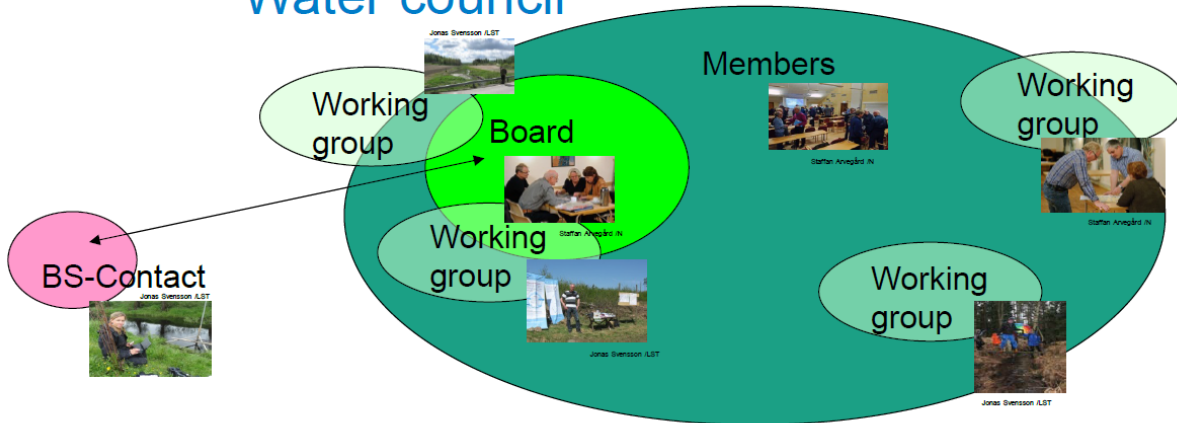 Water council
Jonas Svensson /LST
Members
Working
group
Working
group
Board
Staffan Arvegård /N
Staffan Arvegård /N
Staffan Arvegård /N
Working
group
BS-Contact
Jonas Svensson /LST
Working
group
Jonas Svensson /LST
Jonas Svensson /LST